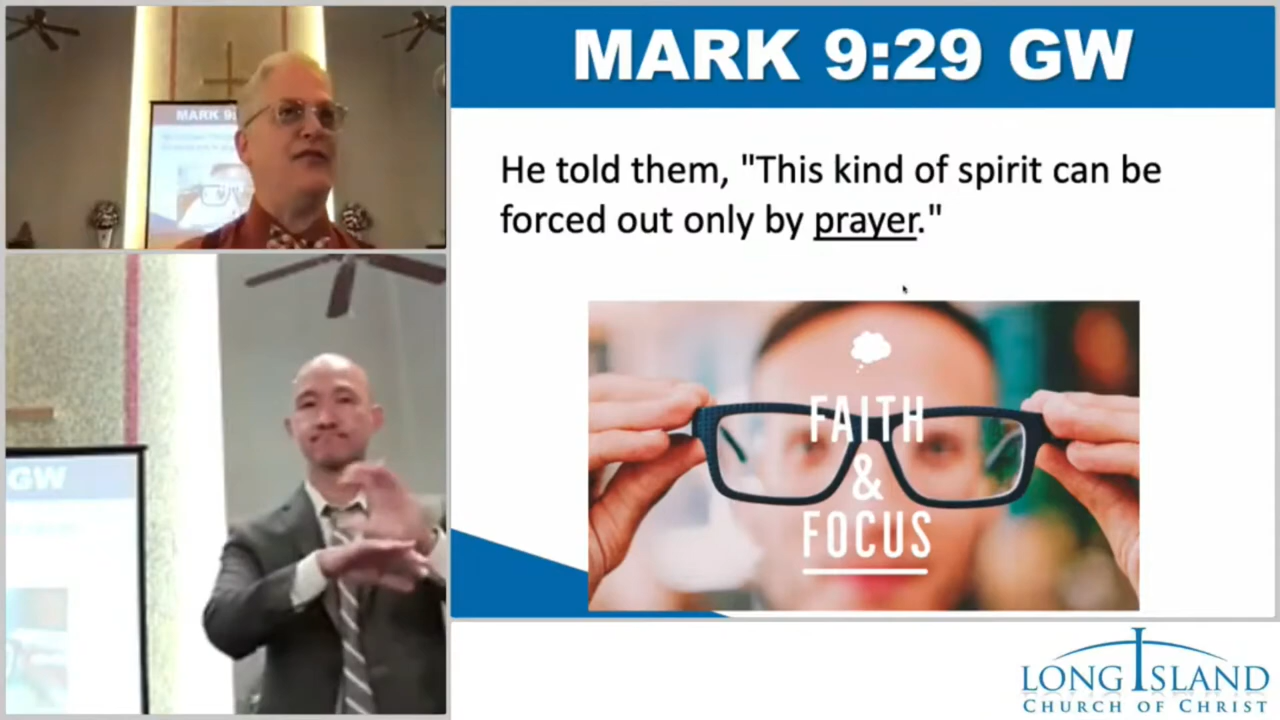 MARK 9:29 GW
He told them, "This kind of spirit can be
forced out only by prayer."
FAITH
&
FOCUS
LONG ISLAND
CHURCH OF CHRIST
MARK 9:
GW